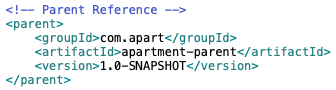 <!-- Parent Reference -->
<parent>
    <groupId>com.apart</groupId>
    <artifactId>apartment-parent</artifactId>
    <version>1.0-SNAPSHOT</version>
</parent>